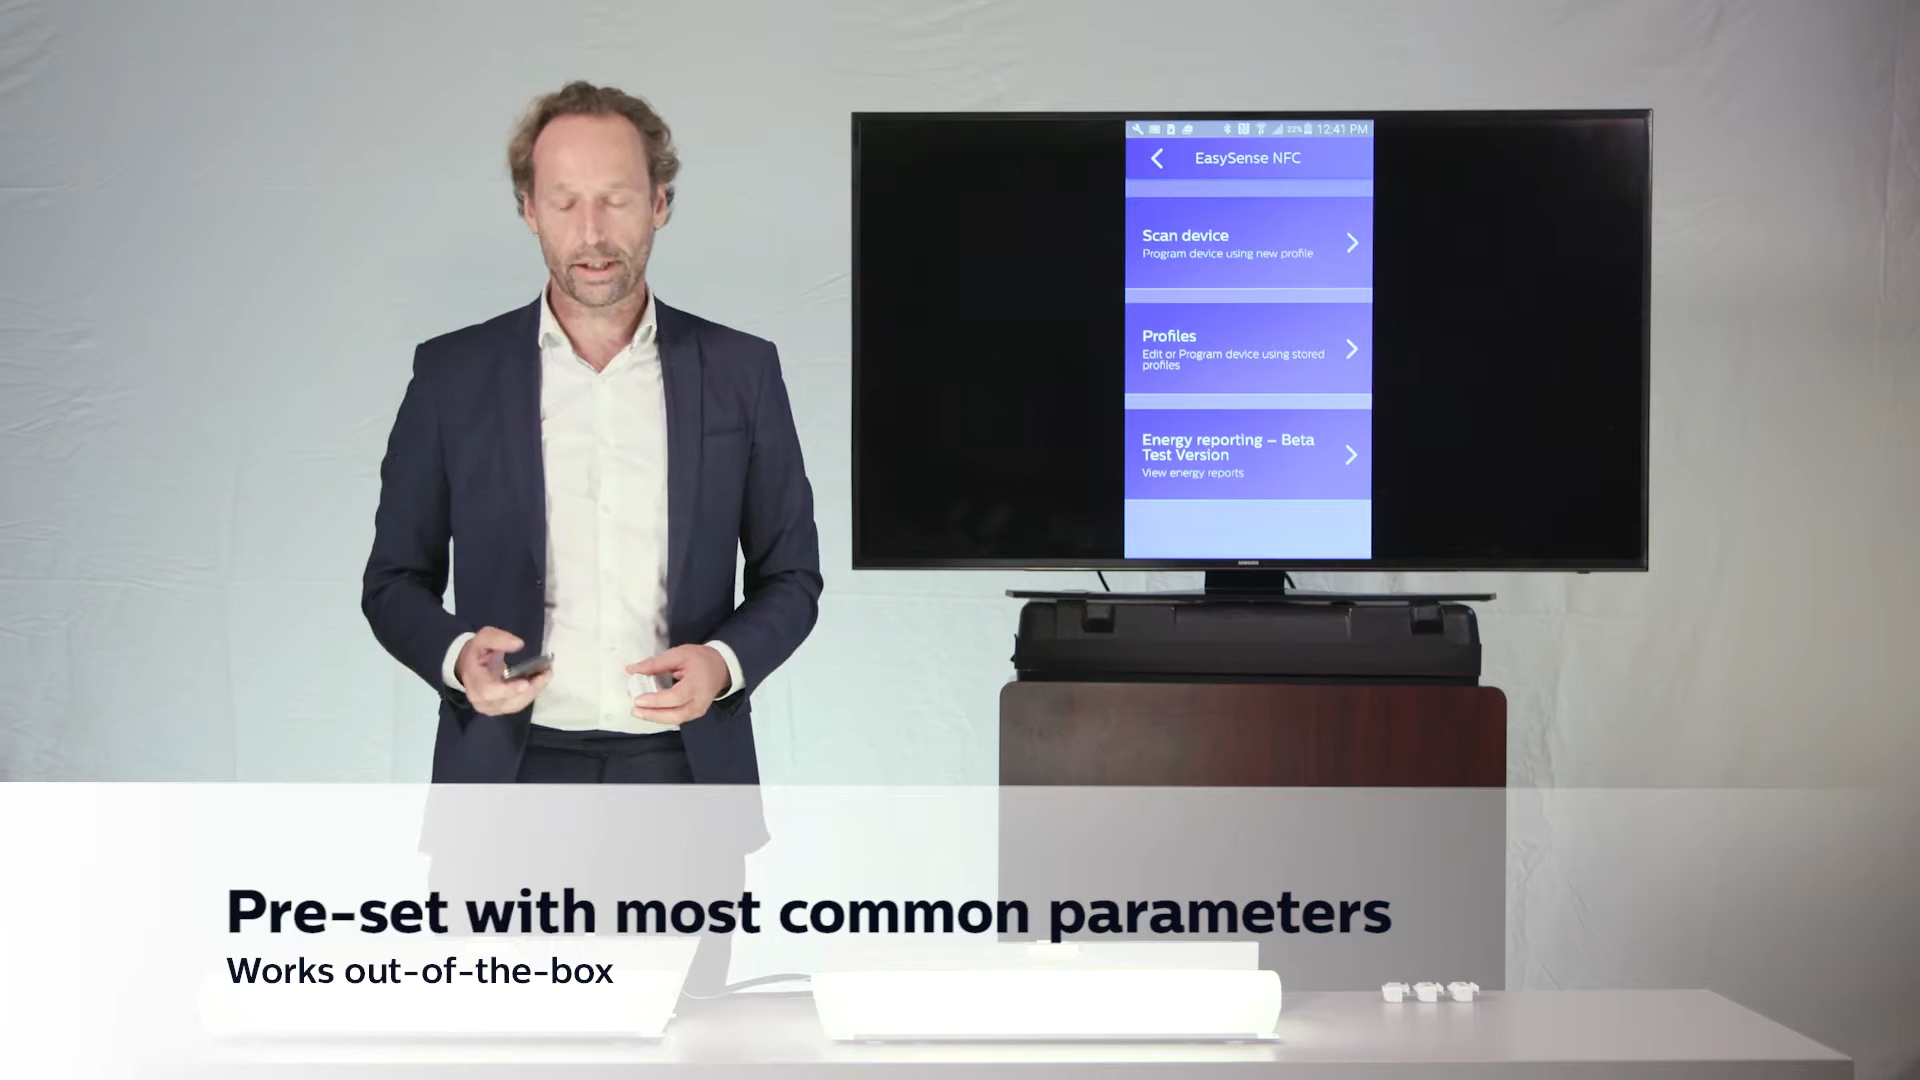 22% 12:41 PM
EasySense NFC
Scan device
Program device using new profile
Profiles
Edit or Program device using stored
profiles
Energy reporting – Beta
Test Version
View energy reports
SAMSUNG
Pre-set with most common parameters
Works out-of-the-box